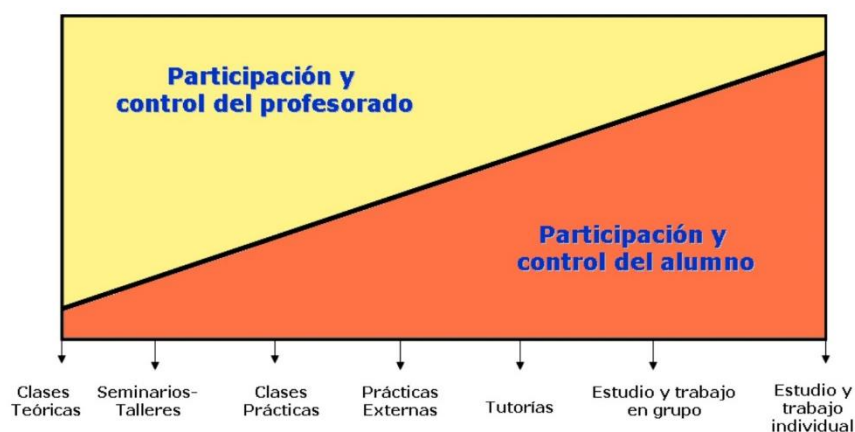 Participación y
control del profesorado
Participación y
control del alumno
Clases
Teóricas
Seminarios-
Talleres
Clases
Prácticas
Prácticas
Externas
Tutorías
Estudio y trabajo
en grupo
Estudio y
trabajo
individual